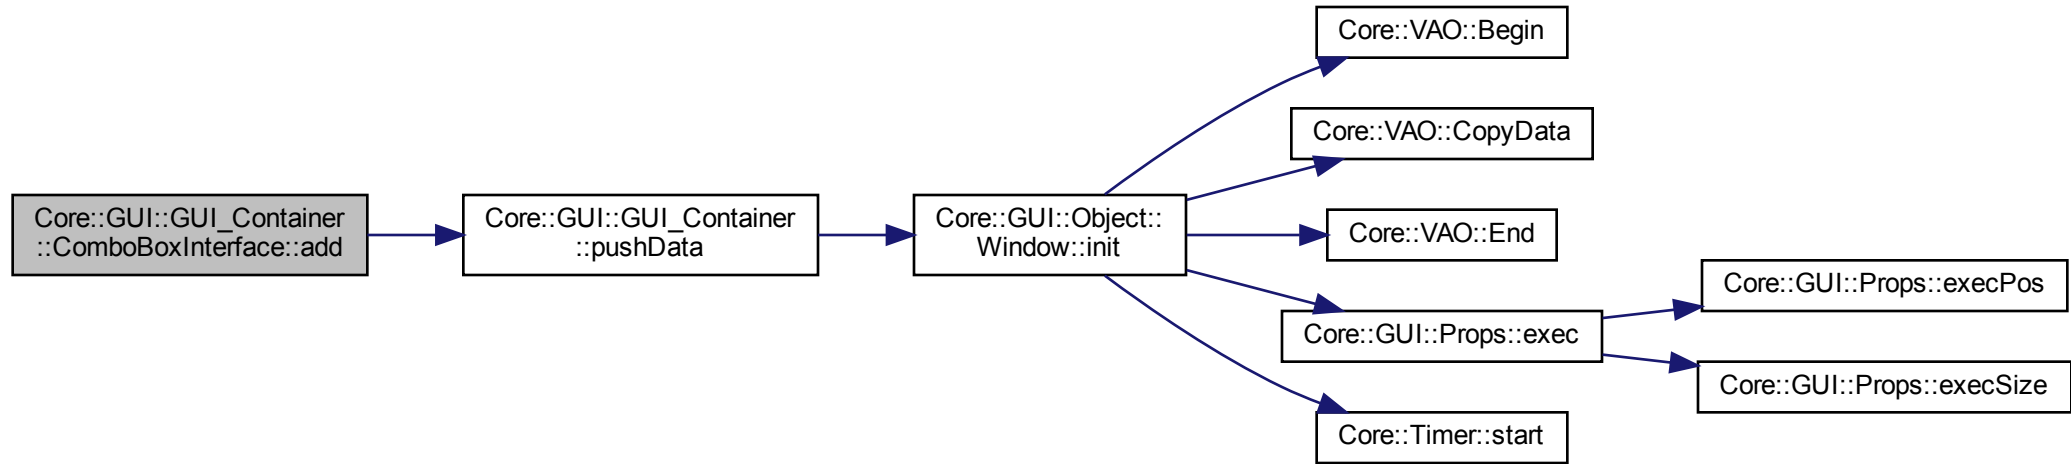 Core::GUI::GUI_Container
::ComboBoxInterface::add
Core::GUI::GUI_Container
::pushData
Core::GUI::Object::
Window::init
Core::VAO::Begin
Core::VAO::CopyData
Core::VAO::End
Core::GUI::Props::exec
Core::Timer::start
Core::GUI::Props::execPos
Core::GUI::Props::execSize